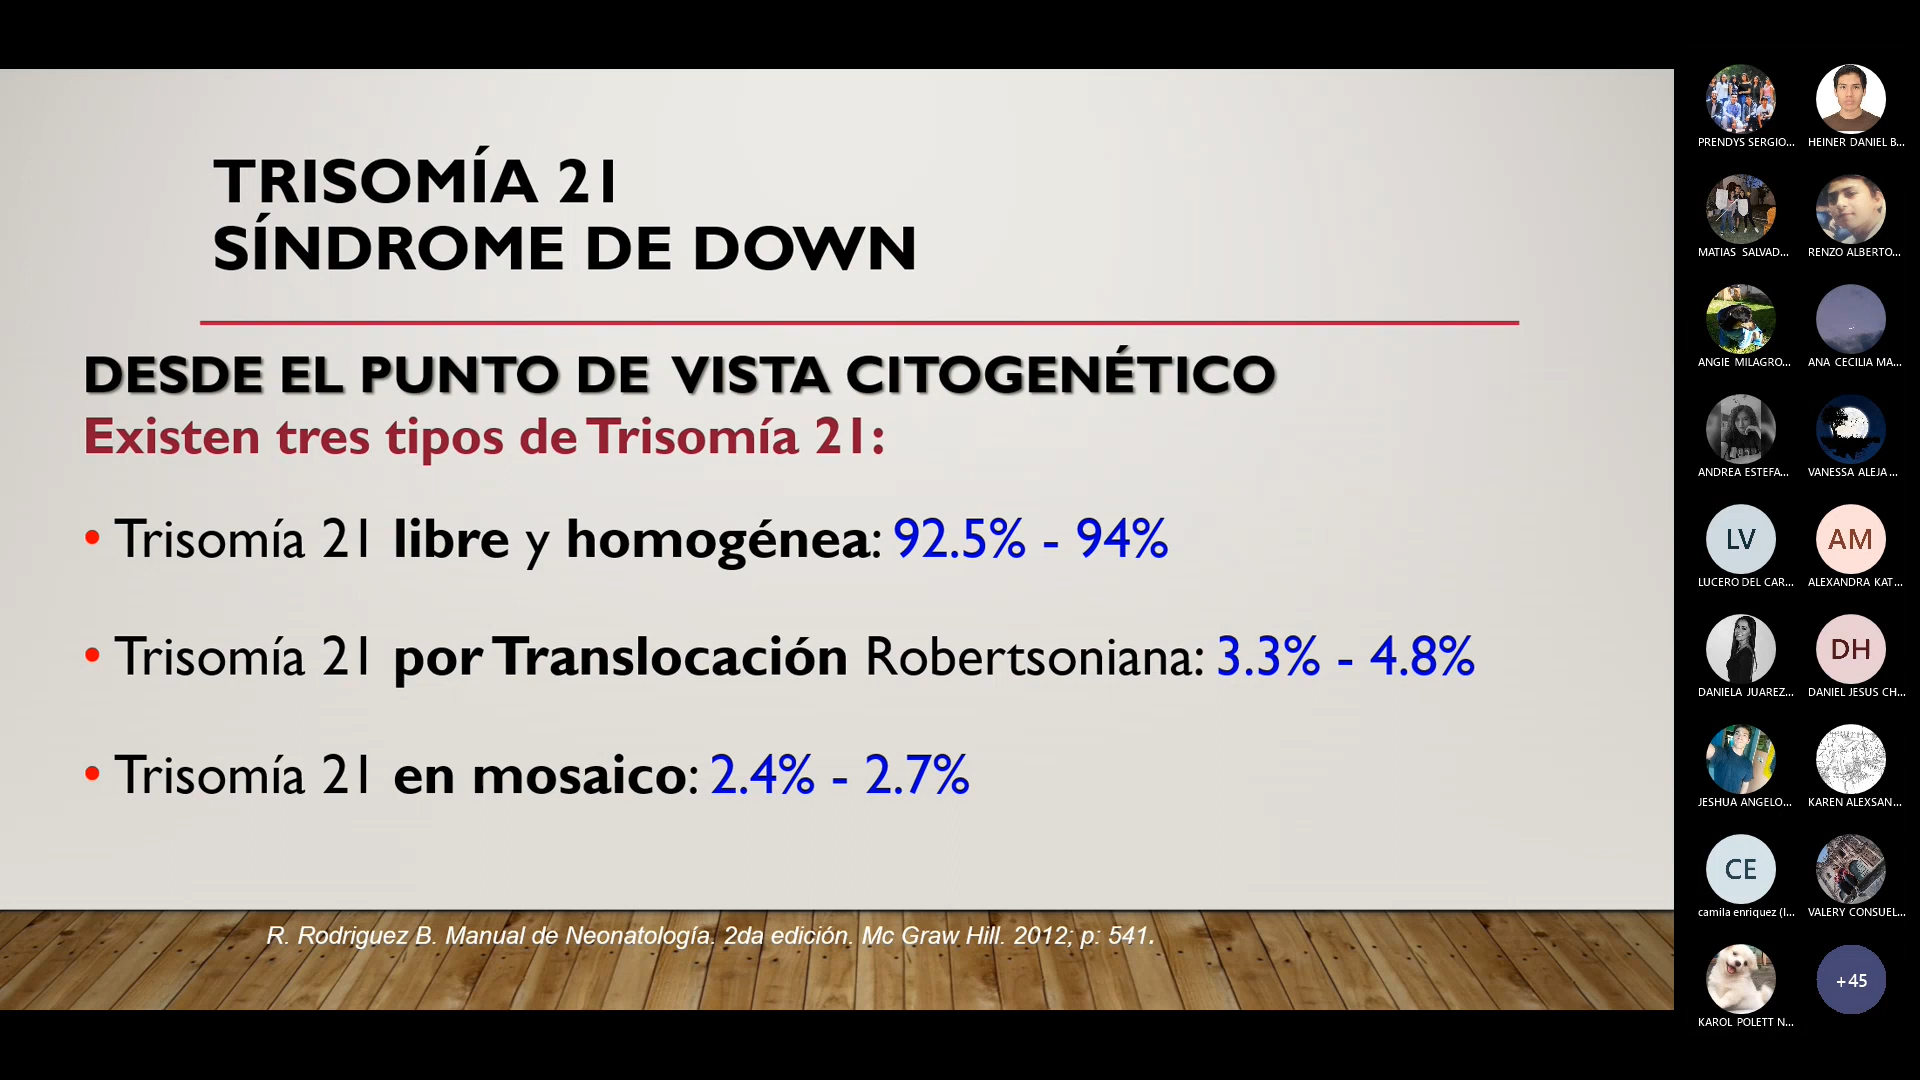 TRISOMÍA 21
SÍNDROME DE DOWN
DESDE EL PUNTO DE VISTA CITOGENÉTICO
Existen tres tipos de Trisomía 21:
• Trisomía 21 libre y homogénea: 92.5% - 94%
• Trisomía 21 por Translocación Robertsoniana: 3.3% - 4.8%
• Trisomía 21 en mosaico: 2.4% - 2.7%
R. Rodriguez B. Manual de Neonatología. 2da edición. Mc Graw Hill. 2012; p: 541.
PRENDYS SERGIO...
HEINER DANIEL B...
MATIAS SALVAD...
RENZO ALBERTO...
ANGIE MILAGRO...
ANA CECILIA MA...
ANDREA ESTEFA...
VANESSA ALEJA...
LV
LUCERO DEL CAR...
AM
ALEXANDRA KAT...
DANIELA JUAREZ...
DH
DANIEL JESUS CH...
JESHUA ANGELO...
KAREN ALEXSAN...
CE
camila enriquez (I...
VALERY CONSUEL...
KAROL POLETT N...
+45